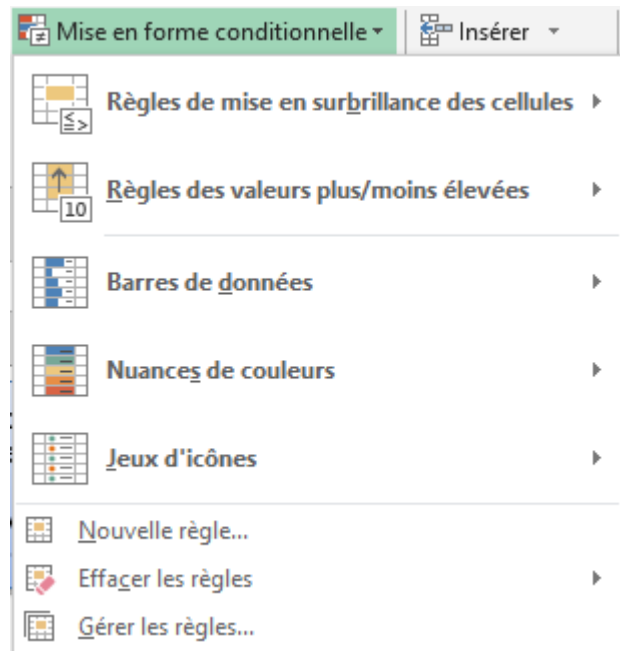 Mise en forme conditionnelle Insérer
Règles de mise en surbrillance des cellules
Règles des valeurs plus/moins élevées
10
Barres de données
Nuances de couleurs
Jeux d'icônes
Nouvelle règle...
Effacer les règles
Gérer les règles...